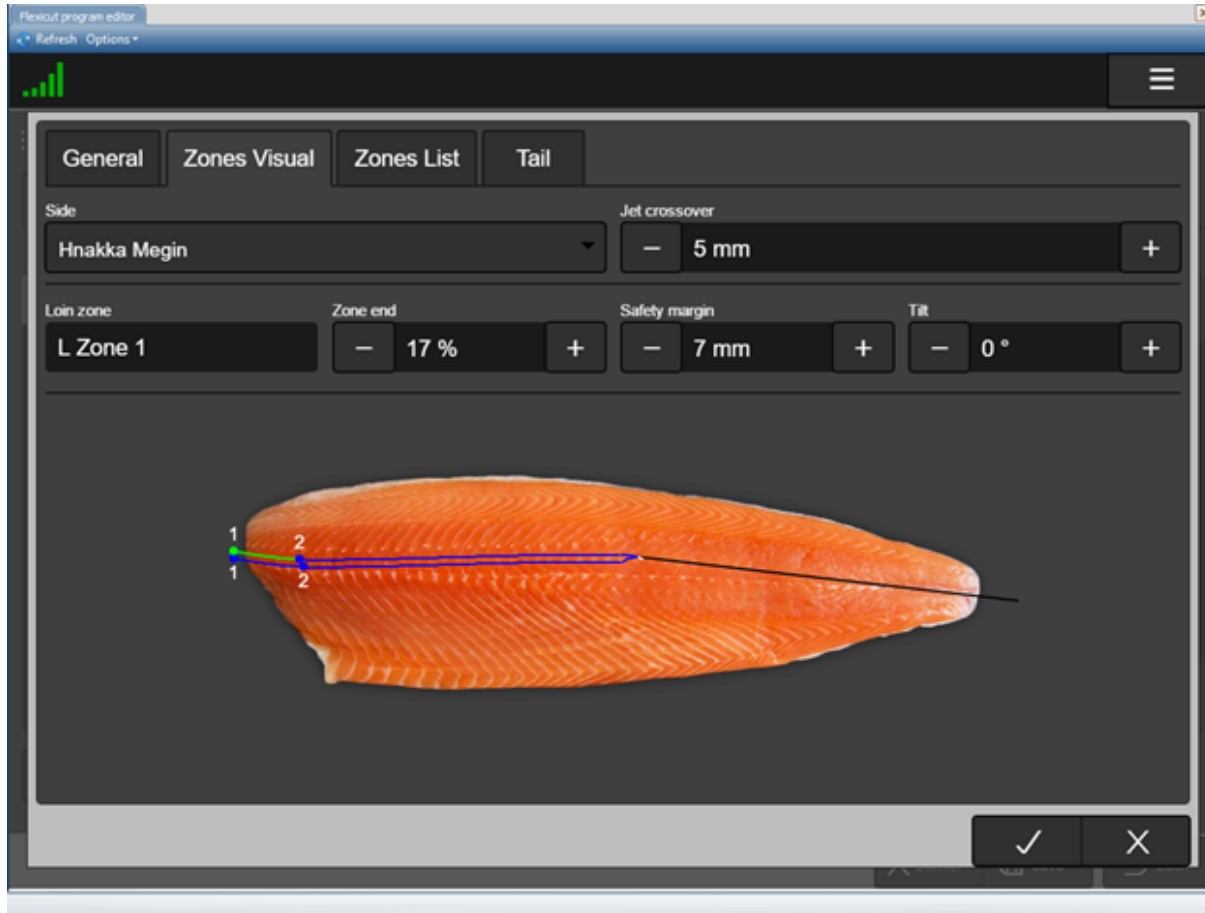 Flexicut program editor
Refresh Options
General Zones Visual Zones List Tail
Side Jet crossover
Hnakka Megin 5 mm
Loin zone Zone end Safety margin Tilt
L Zone 1 17 % 7 mm 0 °
1
2
1
2